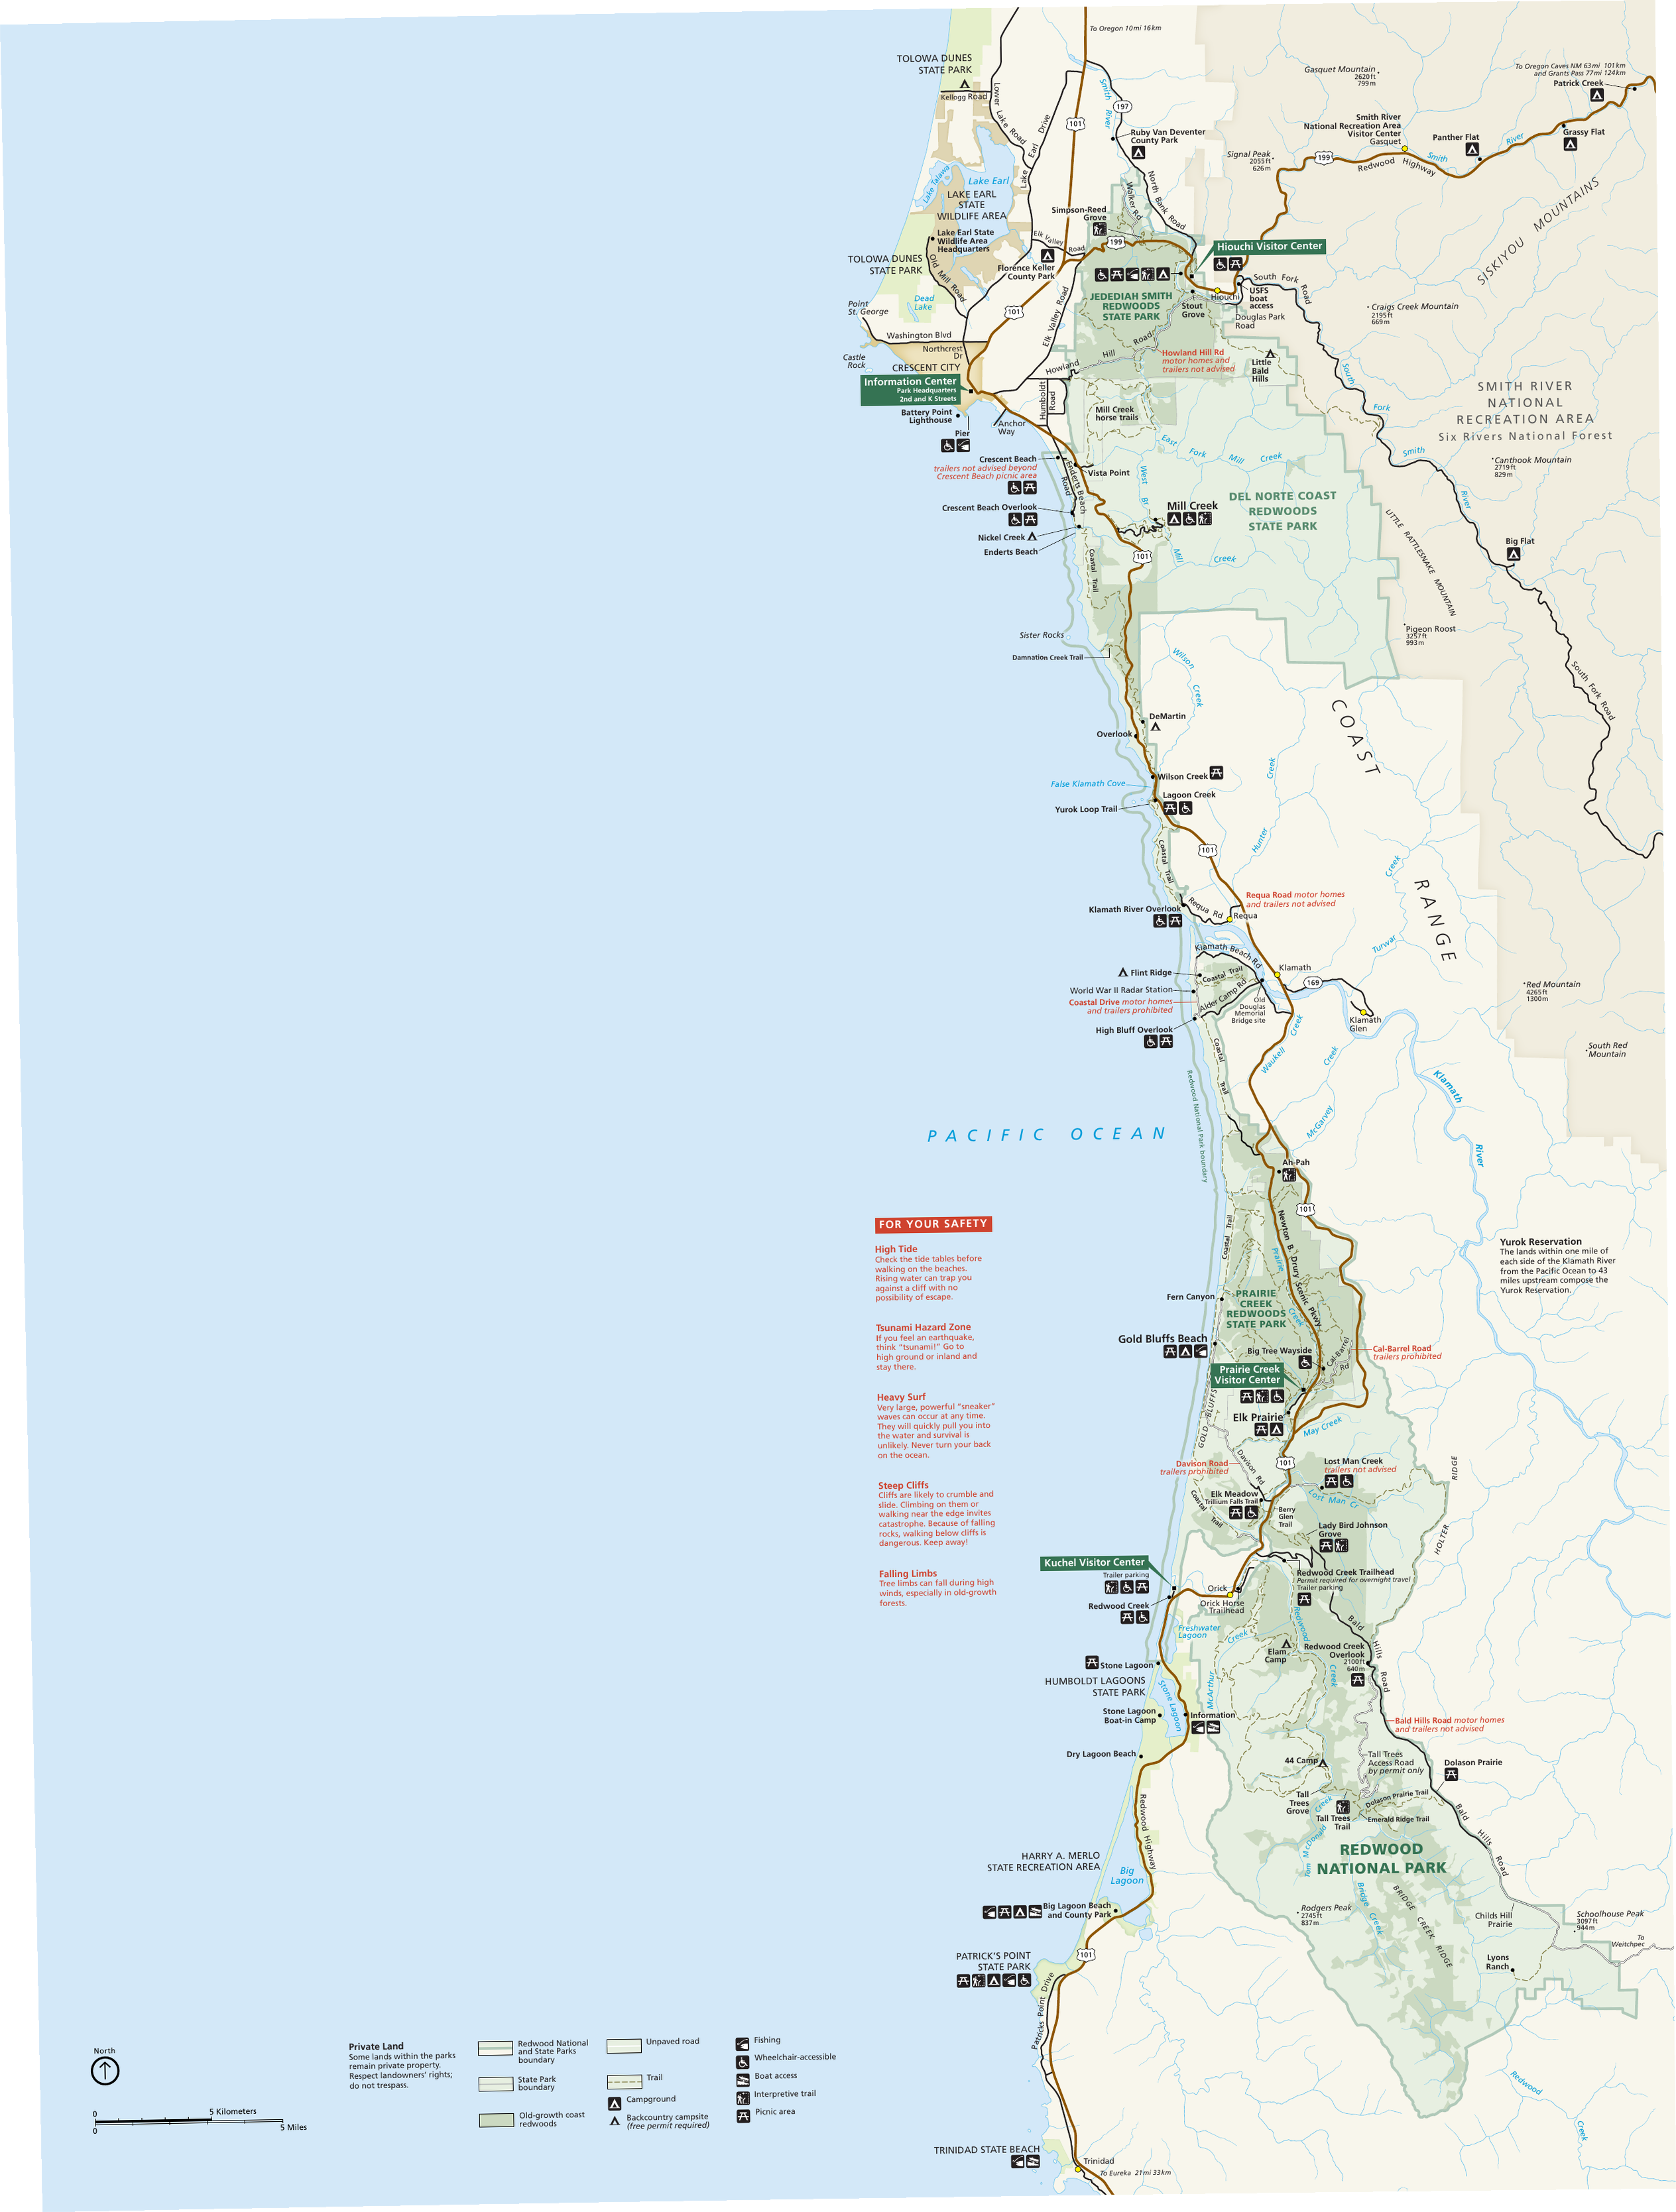 To Oregon 10mi 16km
TOLOWA DUNES
STATE PARK
Kellogg Road
Lower Lake Road
Lake Earl Drive
101
Smith River
197
Ruby Van Deventer
County Park
North Bank Road
Walker Rd
Gasquet Mountain
2620ft
799m
To Oregon Caves NM 63mi 101km
and Grants Pass 77mi 124km
Patrick Creek
Smith River
National Recreation Area
Visitor Center
Gasquet
Panther Flat
Grassy Flat
Signal Peak
2055ft
626m
199
Redwood Highway
Smith River
SISKIYOU MOUNTAINS
Lake Talawa
Lake Earl
LAKE EARL
STATE
WILDLIFE AREA
Lake Earl State
Wildlife Area
Headquarters
TOLOWA DUNES
STATE PARK
Old Mill Road
Dead
Lake
Simpson-Reed
Grove
Elk Valley Road
199
Florence Keller
County Park
Hiouchi Visitor Center
JEDEDIAH SMITH
REDWOODS
STATE PARK
Stout
Grove
Hiouchi
USFS
boat
access
South Fork Road
Douglas Park
Road
Craigs Creek Mountain
2195ft
669m
Point
St. George
Washington Blvd
Northcrest
Dr
Castle
Rock
CRESCENT CITY
101
Elk Valley Road
Howland Hill Road
Howland Hill Rd
motor homes and
trailers not advised
Little
Bald
Hills
Information Center
Park Headquarters
2nd and K Streets
Battery Point
Lighthouse
Pier
Anchor
Way
Humboldt
Road
Mill Creek
horse trails
SMITH RIVER
NATIONAL
RECREATION AREA
Six Rivers National Forest
South Fork Smith River
Canthook Mountain
2719ft
829m
East Fork Mill Creek
West Br
Mill Creek
Crescent Beach
trailers not advised beyond
Crescent Beach picnic area
Enderts Beach
Road
Vista Point
Crescent Beach Overlook
Mill Creek
DEL NORTE COAST
REDWOODS
STATE PARK
Nickel Creek
Enderts Beach
101
Coastal Trail
LITTLE RATTLESNAKE MOUNTAIN
Big Flat
Pigeon Roost
3257ft
993m
South Fork Road
Sister Rocks
Damnation Creek Trail
Wilson Creek
COAST RANGE
DeMartin
Overlook
Wilson Creek
False Klamath Cove
Lagoon Creek
Yurok Loop Trail
101
Coastal Trail
Hunter Creek
Creek
Turwar
Requa Road motor homes
and trailers not advised
Klamath River Overlook
Requa Rd
Requa
Klamath Beach Rd
Klamath
Flint Ridge
Coastal Trail
World War II Radar Station
Coastal Drive motor homes
and trailers prohibited
Alder Camp Rd
Old
Douglas
Memorial
Bridge site
169
Klamath
Glen
High Bluff Overlook
Red Mountain
4265ft
1300m
South Red
Mountain
Coastal Trail
Waukell Creek
Creek
McGarvey
Klamath River
Redwood National Park boundary
PACIFIC OCEAN
Ah-Pah
101
Newton B. Drury Scenic Pkwy
Prairie Creek
Coastal Trail
FOR YOUR SAFETY
High Tide
Check the tide tables before
walking on the beaches.
Rising water can trap you
against a cliff with no
possibility of escape.
Tsunami Hazard Zone
If you feel an earthquake,
think “tsunami!” Go to
high ground or inland and
stay there.
Heavy Surf
Very large, powerful “sneaker”
waves can occur at any time.
They will quickly pull you into
the water and survival is
unlikely. Never turn your back
on the ocean.
Steep Cliffs
Cliffs are likely to crumble and
slide. Climbing on them or
walking near the edge invites
catastrophe. Because of falling
rocks, walking below cliffs is
dangerous. Keep away!
Falling Limbs
Tree limbs can fall during high
winds, especially in old-growth
forests.
Yurok Reservation
The lands within one mile of
each side of the Klamath River
from the Pacific Ocean to 43
miles upstream compose the
Yurok Reservation.
Fern Canyon
PRAIRIE
CREEK
REDWOODS
STATE PARK
Gold Bluffs Beach
Big Tree Wayside
Cal-Barrel
Rd
Cal-Barrel Road
trailers prohibited
Prairie Creek
Visitor Center
Elk Prairie
GOLD BLUFFS
May Creek
101
Davison Road
trailers prohibited
Davison Rd
Lost Man Creek
trailers not advised
Lost Man Cr
Elk Meadow
Trillium Falls Trail
Coastal Trail
Berry
Glen
Trail
Lady Bird Johnson
Grove
HOLTER RIDGE
Kuchel Visitor Center
Trailer parking
Redwood Creek
Orick
Orick Horse
Trailhead
Redwood Creek Trailhead
Permit required for overnight travel
Trailer parking
Freshwater
Lagoon
Redwood Creek
Bald Hills Road
Elam
Camp
Redwood Creek
Overlook
2100ft
640m
Stone Lagoon
HUMBOLDT LAGOONS
STATE PARK
McArthur Creek
Stone Lagoon
Stone Lagoon
Boat-in Camp
Information
Bald Hills Road motor homes
and trailers not advised
Dry Lagoon Beach
44 Camp
Tall Trees
Access Road
by permit only
Dolason Prairie
Tall
Trees
Grove
Dolason Prairie Trail
Tall Trees
Trail
Emerald Ridge Trail
Tom McDonald Creek
Bald Hills Road
Redwood Highway
REDWOOD
NATIONAL PARK
HARRY A. MERLO
STATE RECREATION AREA
Big
Lagoon
Bridge Creek
BRIDGE CREEK RIDGE
Rodgers Peak
2745ft
837m
Childs Hill
Prairie
Schoolhouse Peak
3097ft
944m
To
Weitchpec
Big Lagoon Beach
and County Park
Lyons
Ranch
PATRICK'S POINT
STATE PARK
101
Patricks Point Drive
Redwood Creek
TRINIDAD STATE BEACH
Trinidad
To Eureka 21mi 33km
North
0
5 Kilometers
0
5 Miles
Private Land
Some lands within the parks
remain private property.
Respect landowners' rights;
do not trespass.
Redwood National
and State Parks
boundary
State Park
boundary
Old-growth coast
redwoods
Unpaved road
Trail
Campground
Backcountry campsite
(free permit required)
Fishing
Wheelchair-accessible
Boat access
Interpretive trail
Picnic area